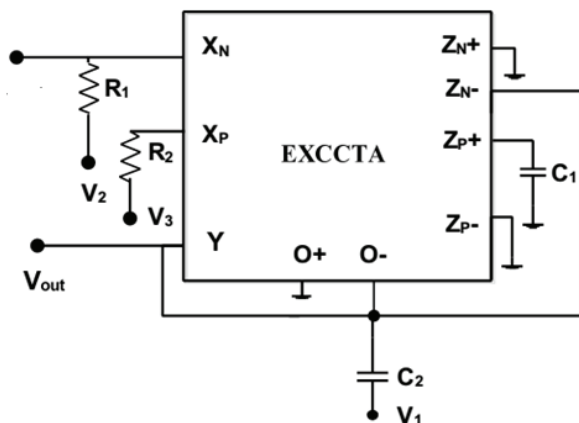 XN
ZN+
R1
ZN-
XP
ZP+
R2
EXCCTA
C1
V2
V3
ZP-
Y
O+
O-
Vout
C2
V1